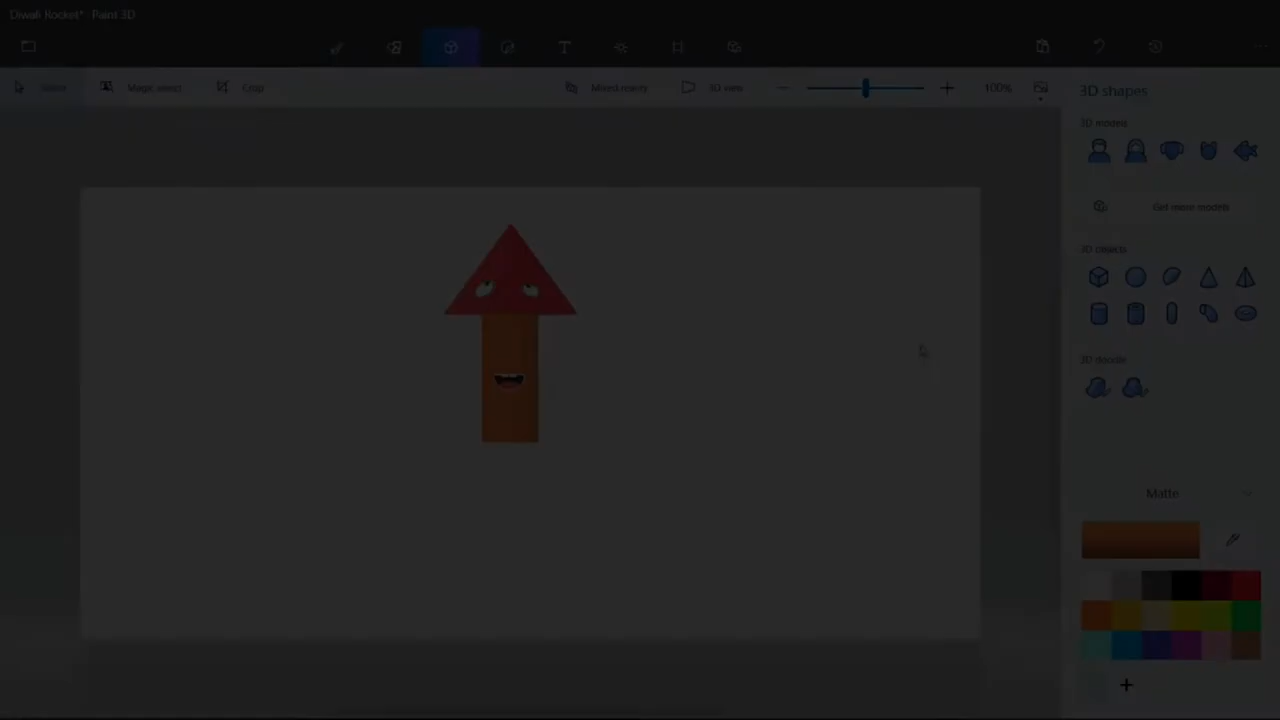 Diwali Rocket* - Paint 3D
T
Select
Magic select
Crop
Mixed reality
3D view
100%
3D shapes
3D models
Get more models
3D objects
3D doodle
Matte